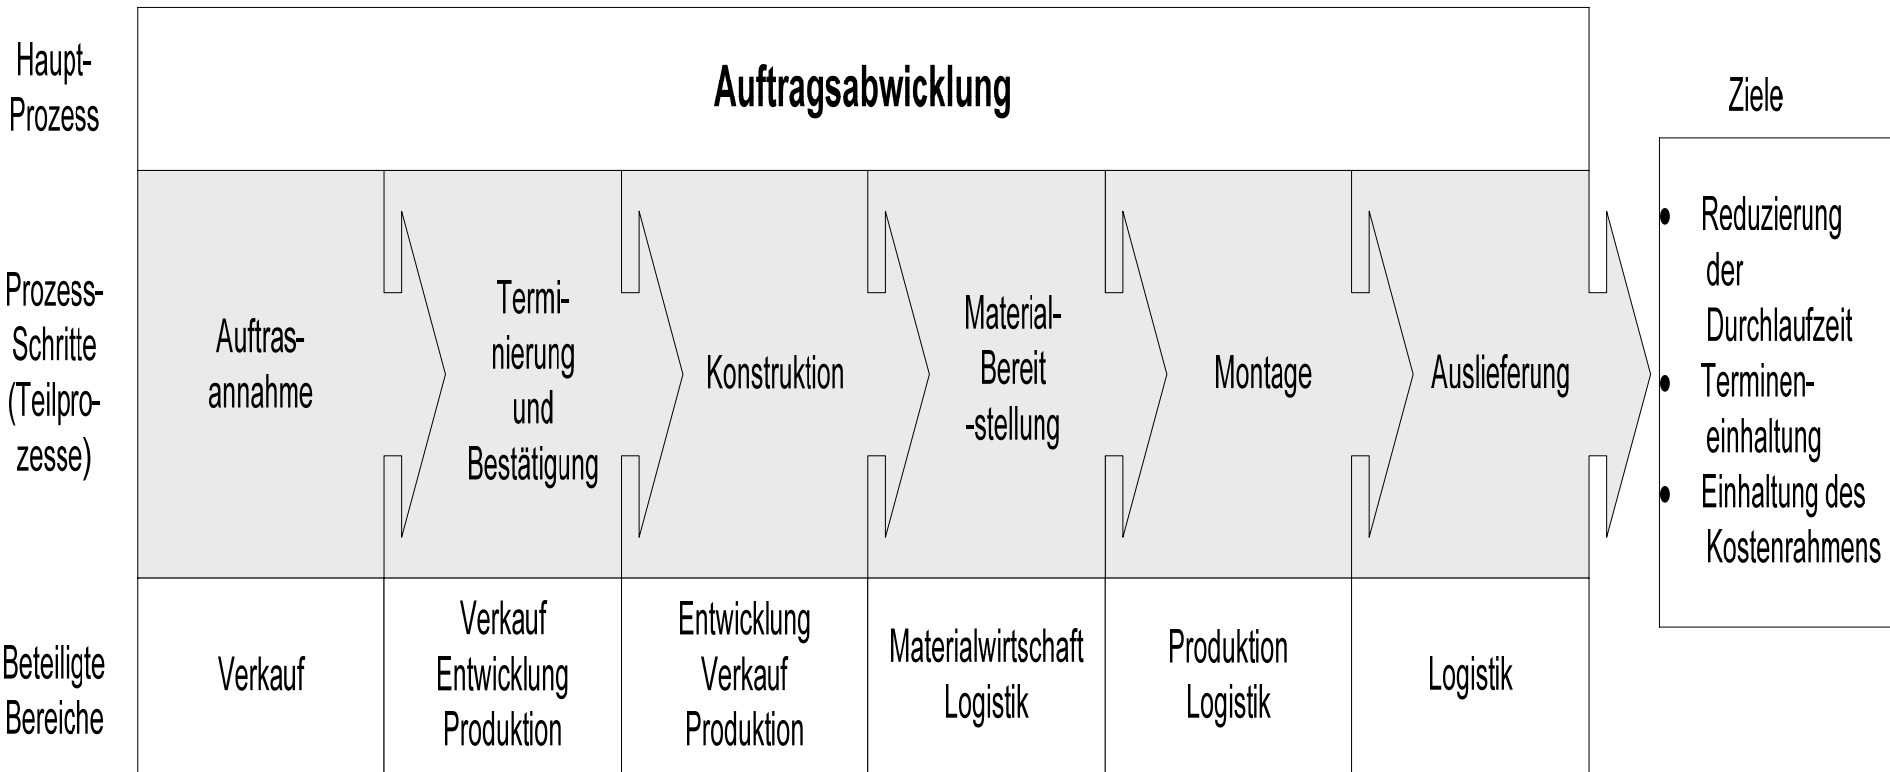 Haupt-
Prozess
Auftragsabwicklung
Ziele
Prozess-
Schritte
(Teilpro-
zesse)
Auftras-
annahme
Termi-
nierung
und
Bestätigung
Konstruktion
Material-
Bereit
-stellung
Montage
Auslieferung
• Reduzierung
der
Durchlaufzeit
• Terminen-
einhaltung
• Einhaltung des
Kostenrahmens
Beteiligte
Bereiche
Verkauf
Verkauf
Entwicklung
Produktion
Entwicklung
Verkauf
Produktion
Materialwirtschaft
Logistik
Produktion
Logistik
Logistik